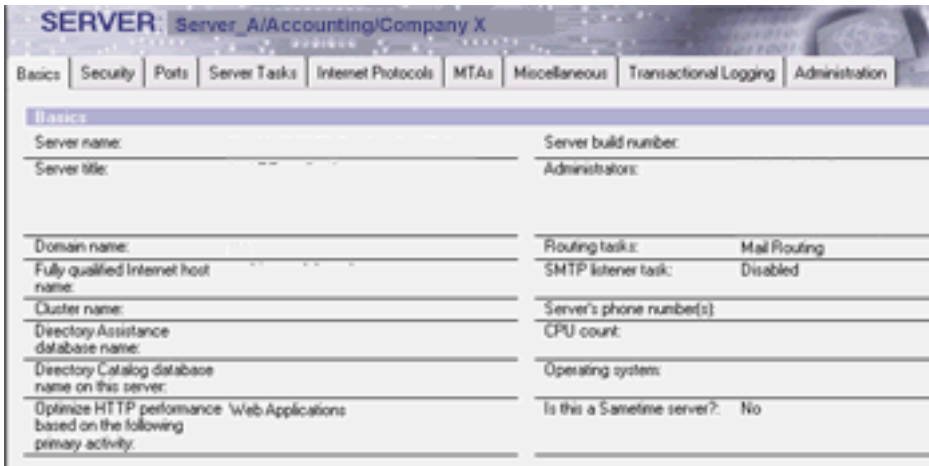 SERVER: Server_A/Accounting/Company X
Basics Security Ports Server Tasks Internet Protocols MTAs Miscellaneous Transactional Logging Administration
Basics
Server name: Server build number:
Server title: Administrators:
Domain name: Routing tasks: Mail Routing
Fully qualified Internet host SMTP listener task: Disabled
name:
Cluster name: Server's phone number(s):
Directory Assistance CPU count:
database name:
Directory Catalog database Operating system:
name on this server:
Optimize HTTP performance Web Applications Is this a Sametime server?: No
based on the following
primary activity: